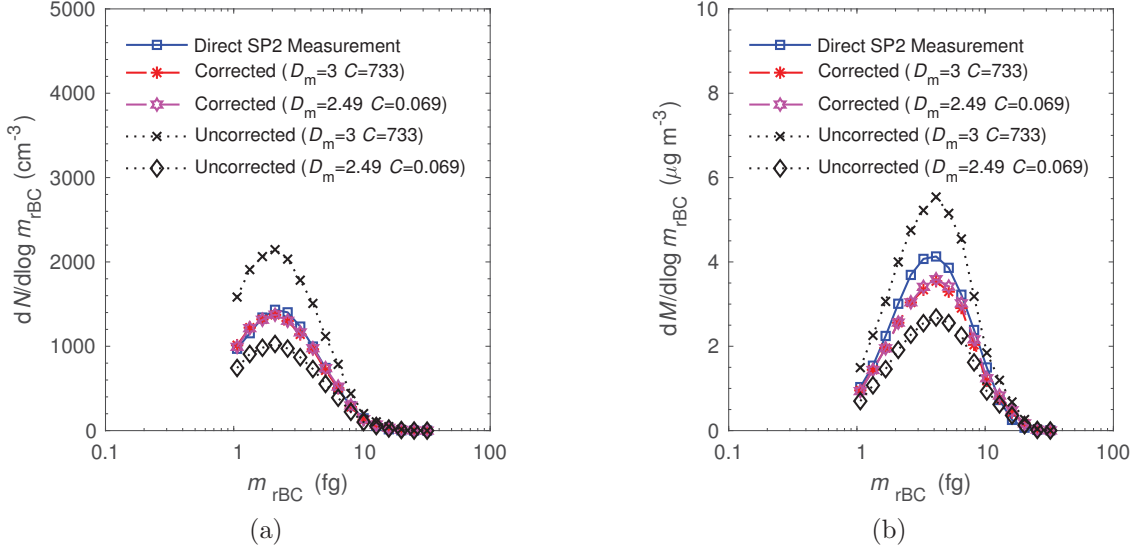 5000
4000
3000
2000
1000
0
dN/dlog m_rBC (cm⁻³)
Direct SP2 Measurement
Corrected (D_m=3 C=733)
Corrected (D_m=2.49 C=0.069)
Uncorrected (D_m=3 C=733)
Uncorrected (D_m=2.49 C=0.069)
0.1 1 10 100
m_rBC (fg)
(a)
10
8
6
4
2
0
dM/dlog m_rBC (μg m⁻³)
Direct SP2 Measurement
Corrected (D_m=3 C=733)
Corrected (D_m=2.49 C=0.069)
Uncorrected (D_m=3 C=733)
Uncorrected (D_m=2.49 C=0.069)
0.1 1 10 100
m_rBC (fg)
(b)